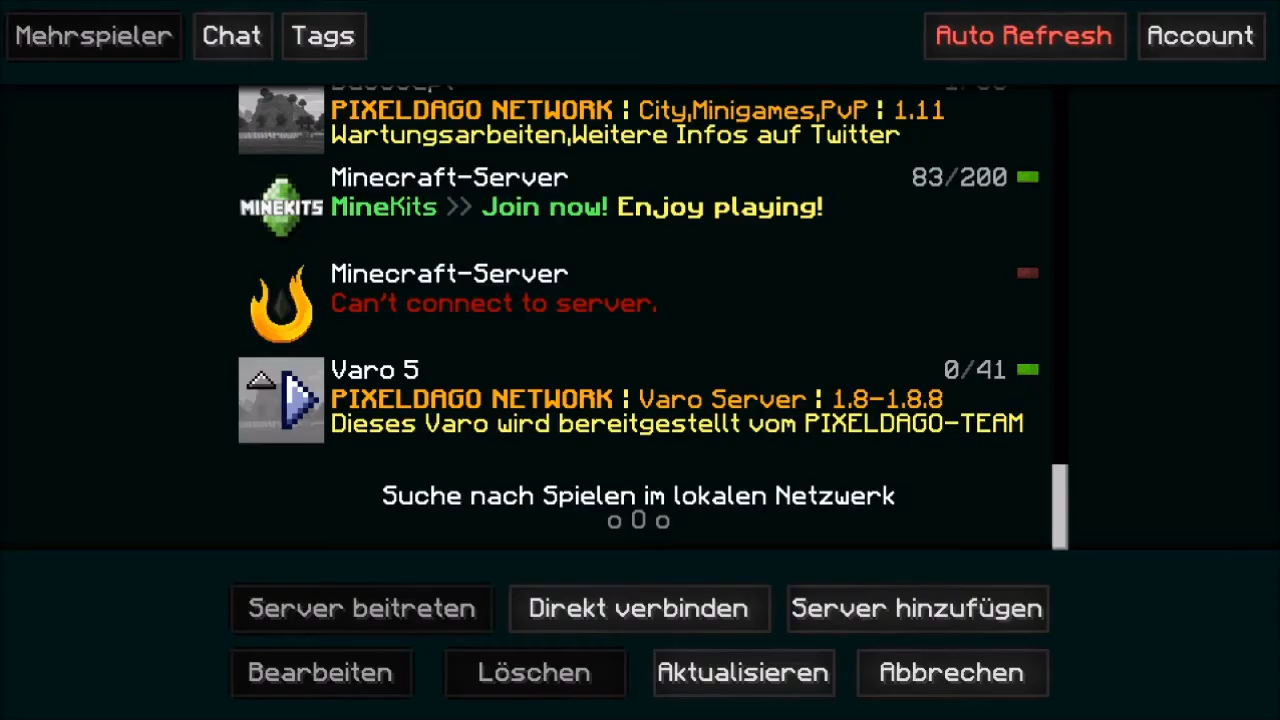 Mehrspieler Chat Tags Auto Refresh Account
PIXELDAGO NETWORK ¦ City,Minigames,PvP ¦ 1.11
Wartungsarbeiten,Weitere Infos auf Twitter
Minecraft-Server 83/200
MINEKITS MineKits >> Join now! Enjoy playing!
Minecraft-Server
Can't connect to server.
Varo 5 0/41
PIXELDAGO NETWORK ¦ Varo Server ¦ 1.8-1.8.8
Dieses Varo wird bereitgestellt vom PIXELDAGO-TEAM
Suche nach Spielen im lokalen Netzwerk
o O o
Server beitreten Direkt verbinden Server hinzufügen
Bearbeiten Löschen Aktualisieren Abbrechen